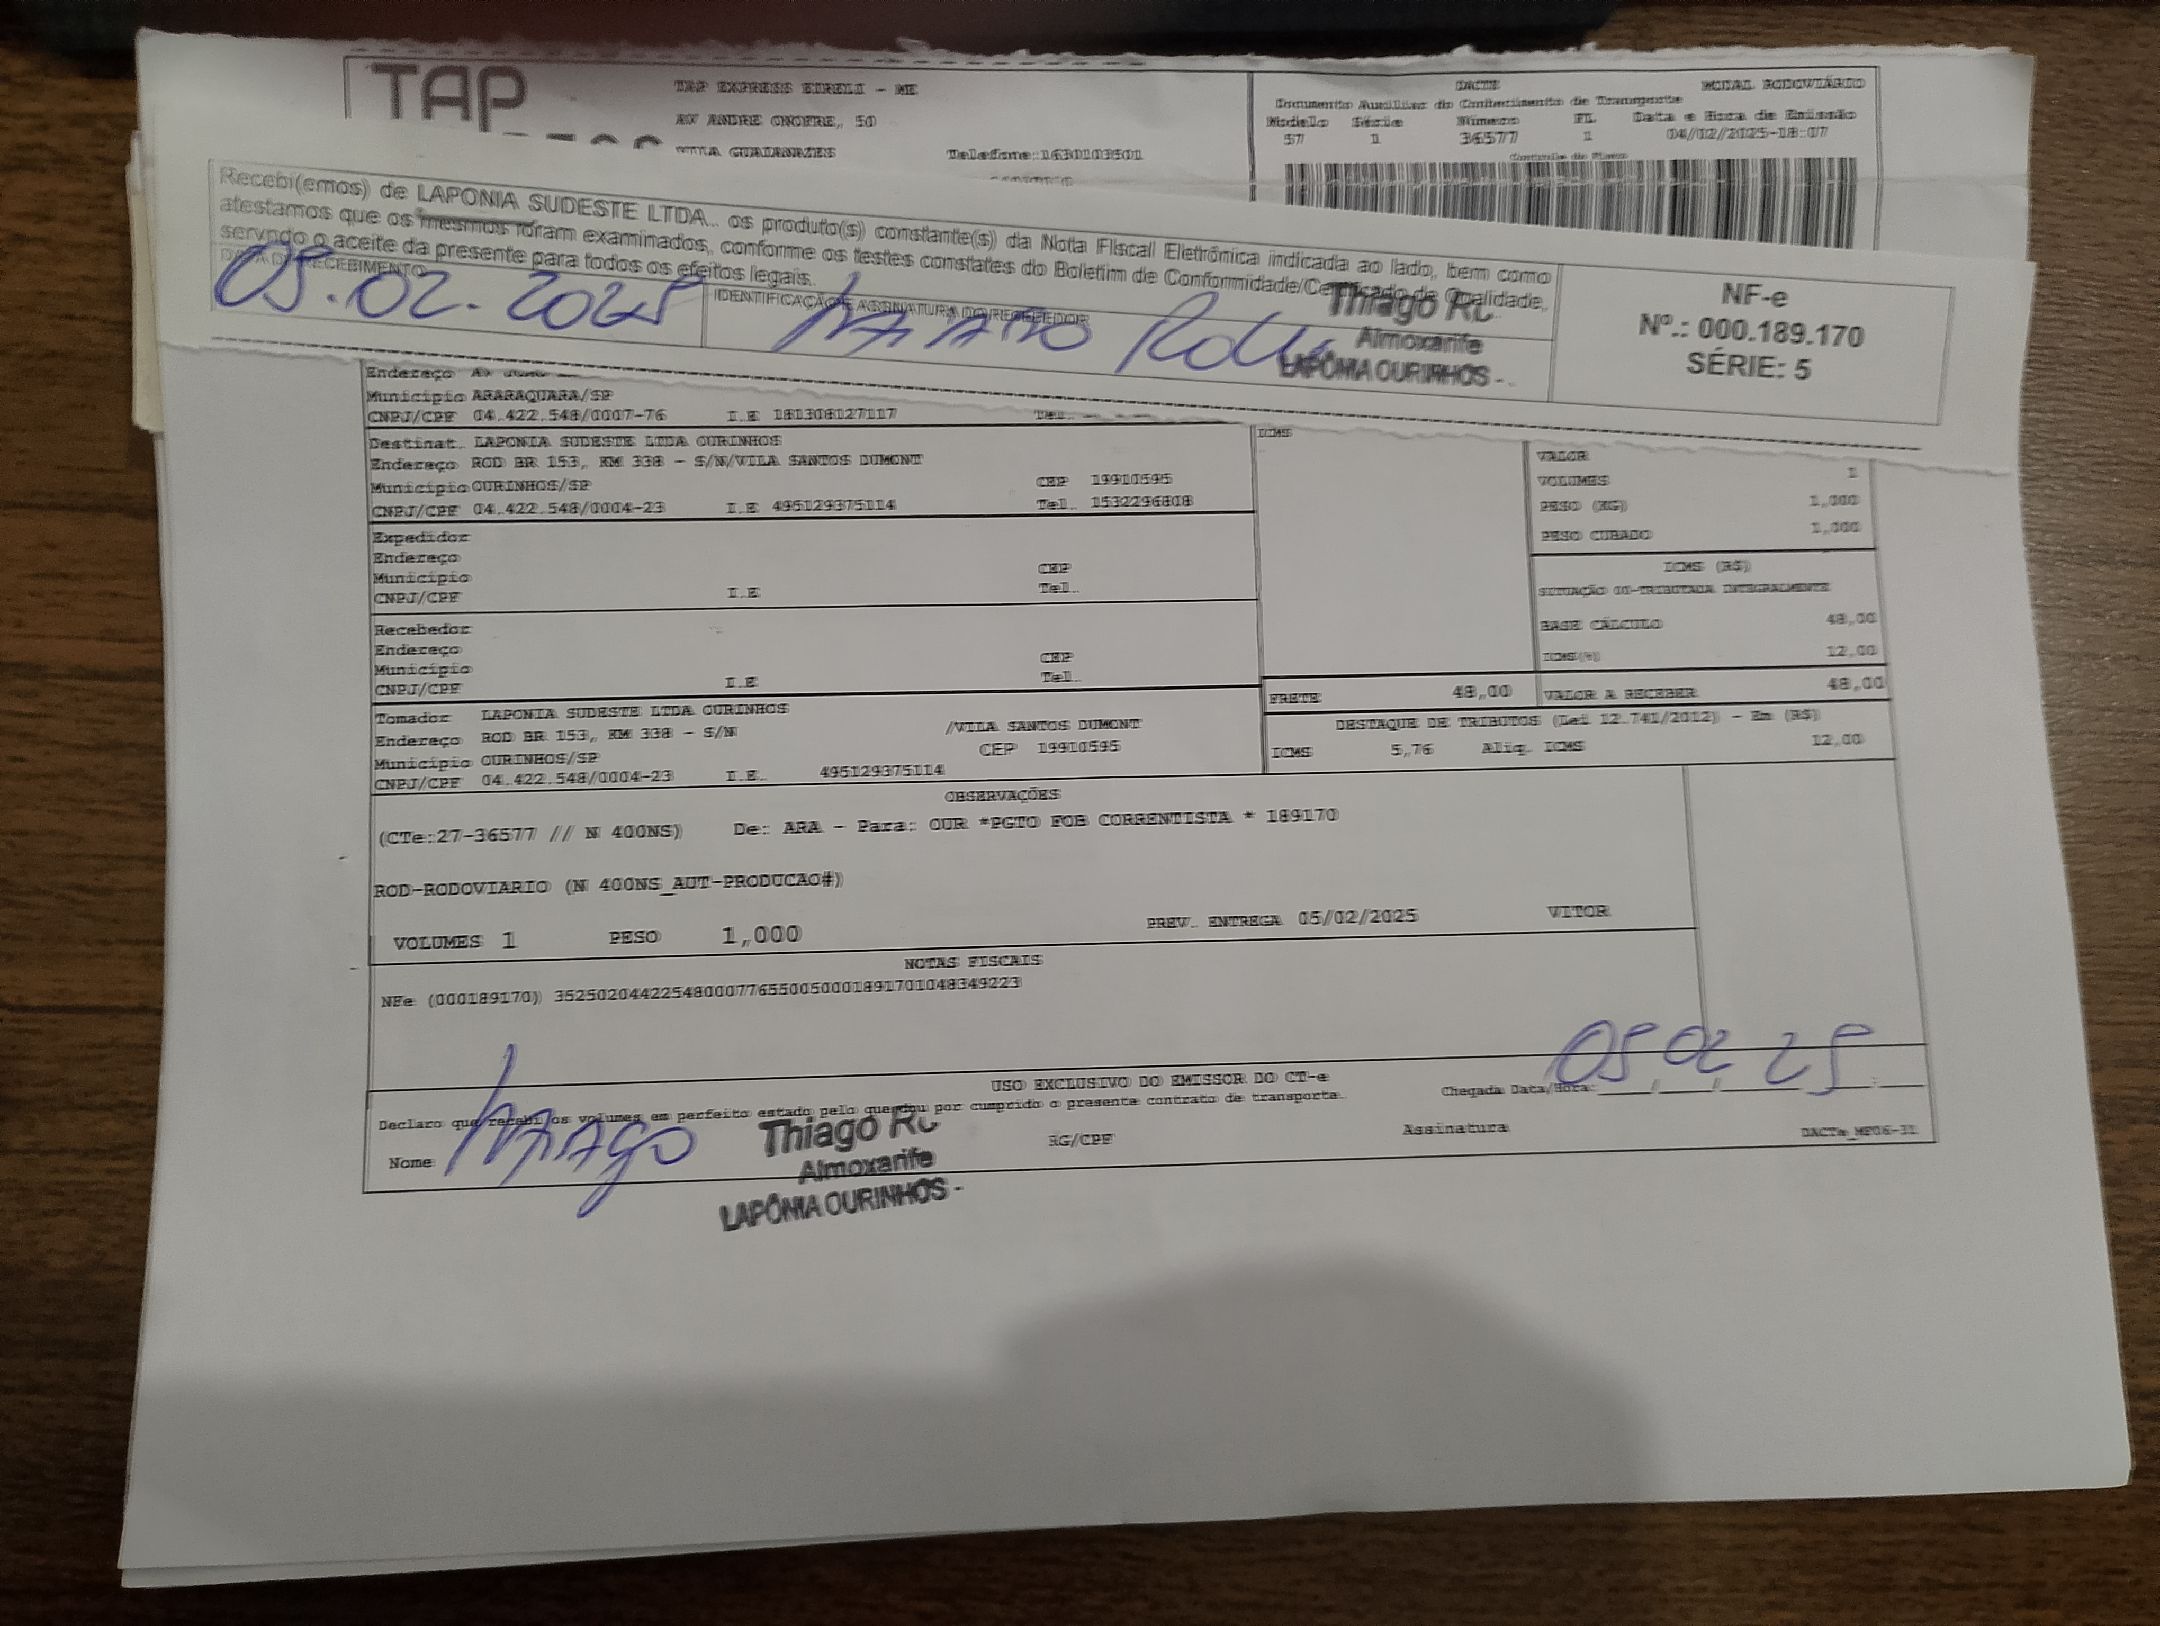 TAP
TAP EXPRESS EIRELI - ME
AV ANDRE ONOFRE, 50
VILA GUAIANAZES Telefone:1630103501
DACTE MODAL RODOVIÁRIO
Documento Auxiliar do Conhecimento de Transporte
Modelo Série Número FL Data e Hora de Emissão
57 1 36577 1 04/02/2025-18:07
Controle do Fisco
Recebi(emos) de LAPONIA SUDESTE LTDA.. os produto(s) constante(s) da Nota Fiscal Eletrônica indicada ao lado, bem como
atestamos que os mesmos foram examinados, conforme os testes constates do Boletim de Conformidade/Certificado de Qualidade,
servndo o aceite da presente para todos os efeitos legais.
DATA DE RECEBIMENTO
05.02.2025
IDENTIFICAÇÃO E ASSINATURA DO RECEBEDOR
Thiago
Almoxarife
LAPÔNIA OURINHOS -
NF-e
Nº.: 000.189.170
SÉRIE: 5
Endereço
Município ARARAQUARA/SP
CNPJ/CPF 04.422.548/0007-76 I.E 181308127117
Destinat. LAPONIA SUDESTE LTDA OURINHOS
Endereço ROD BR 153, KM 338 - S/N/VILA SANTOS DUMONT
Município OURINHOS/SP CEP 19910595
CNPJ/CPF 04.422.548/0004-23 I.E 495129375114 Tel. 1532296808
Expedidor
Endereço
Município CEP
CNPJ/CPF I.E Tel.
Recebedor
Endereço
Município CEP
CNPJ/CPF I.E Tel.
Tomador LAPONIA SUDESTE LTDA OURINHOS
Endereço ROD BR 153, KM 338 - S/N /VILA SANTOS DUMONT
Município OURINHOS/SP CEP 19910595
CNPJ/CPF 04.422.548/0004-23 I.E. 495129375114
ICMS
VALOR
VOLUMES 1
PESO (KG) 1,000
PESO CUBADO 1,000
ICMS (R$)
SITUAÇÃO 00-TRIBUTADA INTEGRALMENTE
BASE CÁLCULO 48,00
ICMS(%) 12,00
FRETE 48,00 VALOR A RECEBER 48,00
DESTAQUE DE TRIBUTOS (Lei 12.741/2012) - Em (R$)
ICMS 5,76 Aliq. ICMS 12,00
OBSERVAÇÕES
(CTe:27-36577 // N 400NS) De: ARA - Para: OUR *PGTO FOB CORRENTISTA * 189170
ROD-RODOVIARIO (N 400NS_AUT-PRODUCAO#)
VOLUMES 1 PESO 1,000 PREV. ENTREGA 05/02/2025 VITOR
NOTAS FISCAIS
NFe (000189170) 35250204422548000776550050001891701048349223
USO EXCLUSIVO DO EMISSOR DO CT-e
05 02 25
Declaro que recebi os volumes em perfeito estado pelo que dou por cumprido o presente contrato de transporte. Chegada Data/Hora:
Nome RG/CPF Assinatura DACTe_MF06-31
Thiago
Almoxarife
LAPÔNIA OURINHOS -